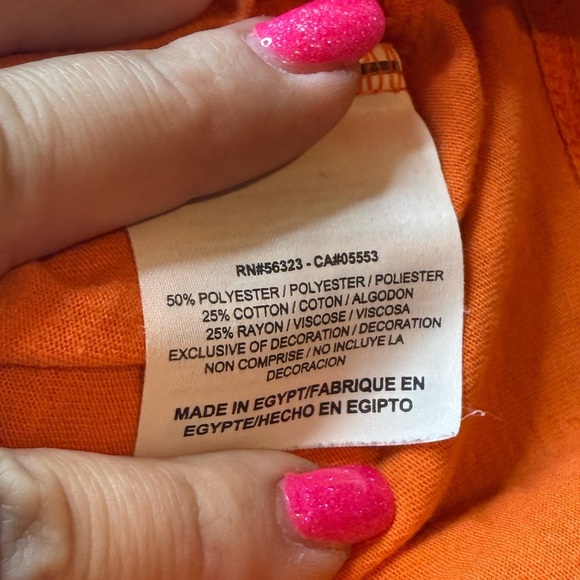 RN#56323 - CA#05553
50% POLYESTER / POLYESTER / POLIESTER
25% COTTON / COTON / ALGODON
25% RAYON / VISCOSE / VISCOSA
EXCLUSIVE OF DECORATION / DECORATION
NON COMPRISE / NO INCLUYE LA
DECORACION
MADE IN EGYPT/FABRIQUE EN
EGYPTE/HECHO EN EGIPTO